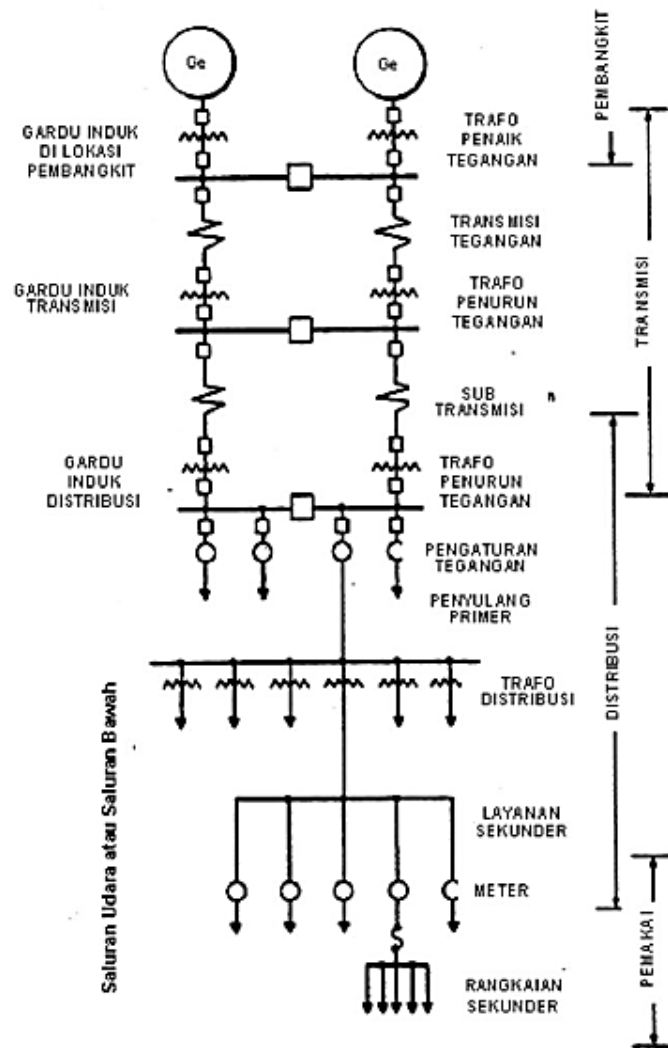 Ge
Ge
GARDU INDUK
DI LOKASI
PEMBANGKIT
TRAFO
PENAIK
TEGANGAN
PEMBANGKIT
TRANSMISI
TEGANGAN
GARDU INDUK
TRANSMISI
TRAFO
PENURUN
TEGANGAN
TRANSMISI
SUB
TRANSMISI
n
GARDU
INDUK
DISTRIBUSI
TRAFO
PENURUN
TEGANGAN
PENGATURAN
TEGANGAN
PENYULANG
PRIMER
TRAFO
DISTRIBUSI
DISTRIBUSI
Saluran Udara atau Saluran Bawah
LAYANAN
SEKUNDER
METER
RANGKAIAN
SEKUNDER
PEMAKAI